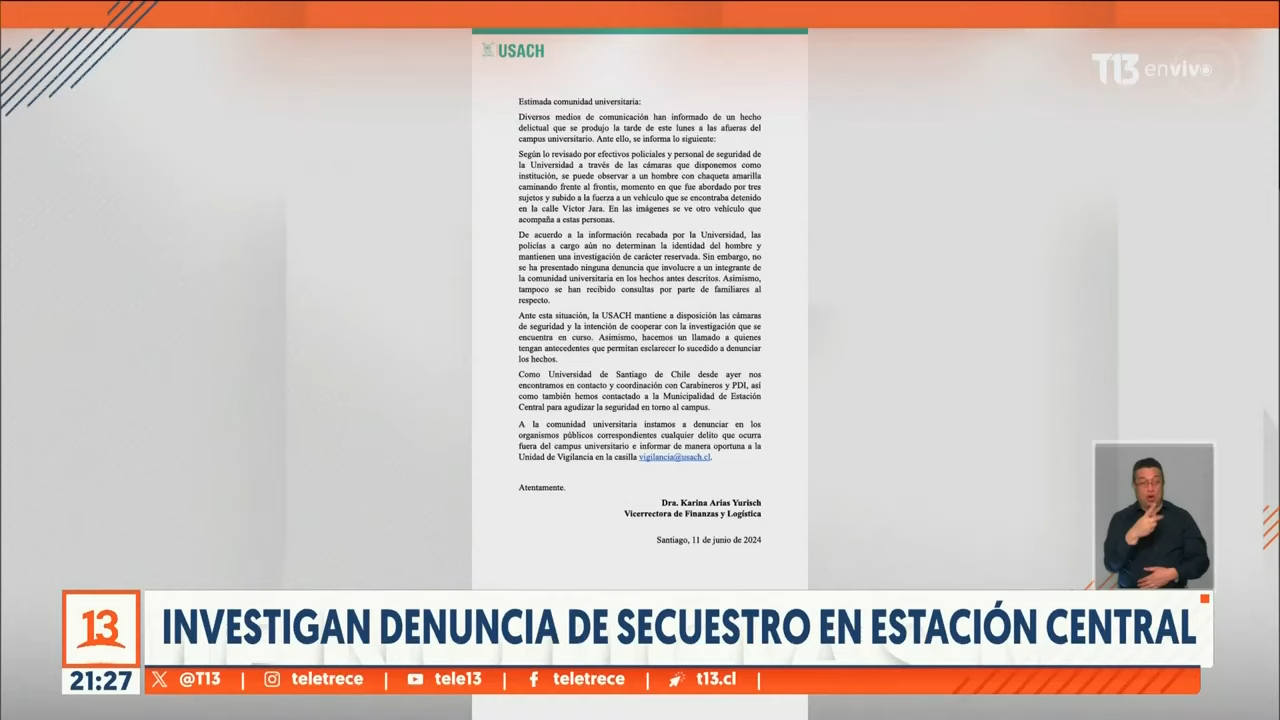 USACH
T13 en vivo
Estimada comunidad universitaria:
Diversos medios de comunicación han informado de un hecho
delictual que se produjo la tarde de este lunes a las afueras del
campus universitario. Ante ello, se informa lo siguiente:
Según lo revisado por efectivos policiales y personal de seguridad de
la Universidad a través de las cámaras que disponemos como
institución, se puede observar a un hombre con chaqueta amarilla
caminando frente al frontis, momento en que fue abordado por tres
sujetos y subido a la fuerza a un vehículo que se encontraba detenido
en la calle Víctor Jara. En las imágenes se ve otro vehículo que
acompaña a estas personas.
De acuerdo a la información recabada por la Universidad, las
policías a cargo aún no determinan la identidad del hombre y
mantienen una investigación de carácter reservada. Sin embargo, no
se ha presentado ninguna denuncia que involucre a un integrante de
la comunidad universitaria en los hechos antes descritos. Asimismo,
tampoco se han recibido consultas por parte de familiares al
respecto.
Ante esta situación, la USACH mantiene a disposición las cámaras
de seguridad y la intención de cooperar con la investigación que se
encuentra en curso. Asimismo, hacemos un llamado a quienes
tengan antecedentes que permitan esclarecer lo sucedido a denunciar
los hechos.
Como Universidad de Santiago de Chile desde ayer nos
encontramos en contacto y coordinación con Carabineros y PDI, así
como también hemos contactado a la Municipalidad de Estación
Central para agudizar la seguridad en torno al campus.
A la comunidad universitaria instamos a denunciar en los
organismos públicos correspondientes cualquier delito que ocurra
fuera del campus universitario e informar de manera oportuna a la
Unidad de Vigilancia en la casilla vigilancia@usach.cl.
Atentamente.
Dra. Karina Arias Yurisch
Vicerrectora de Finanzas y Logística
Santiago, 11 de junio de 2024
13
INVESTIGAN DENUNCIA DE SECUESTRO EN ESTACIÓN CENTRAL
21:27
@T13 | teletrece | tele13 | teletrece | t13.cl |